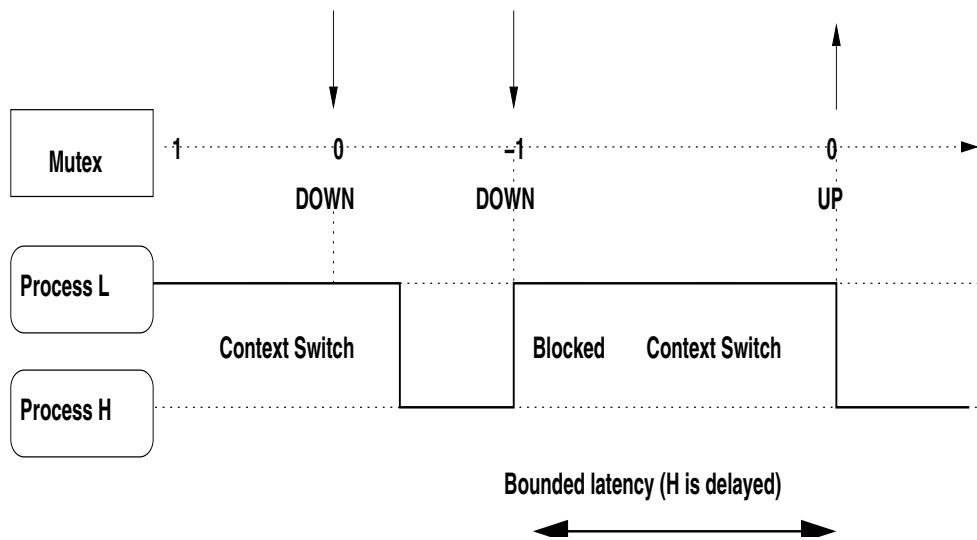 Mutex
1 0 –1 0
DOWN DOWN UP
Process L
Context Switch Blocked Context Switch
Process H
Bounded latency (H is delayed)